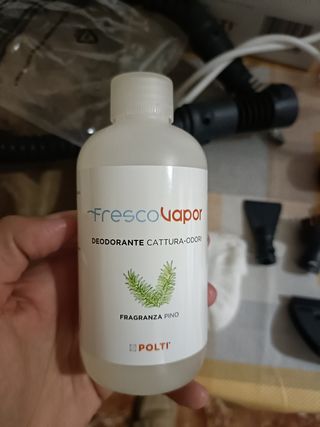 FrescoVapor
DEODORANTE CATTURA-ODORI
FRAGRANZA PINO
POLTI